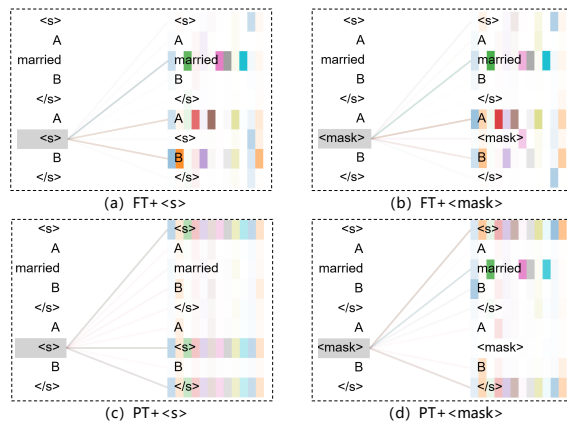 <s> <s>
A A
married married
B B
</s> </s>
A A
<s> <s>
B B
</s> </s>
(a) FT+<s>
<s> <s>
A A
married married
B B
</s> </s>
A A
<mask> <mask>
B B
</s> </s>
(b) FT+<mask>
<s> <s>
A A
married married
B B
</s> </s>
A A
<s> <s>
B B
</s> </s>
(c) PT+<s>
<s> <s>
A A
married married
B B
</s> </s>
A A
<mask> <mask>
B B
</s> </s>
(d) PT+<mask>